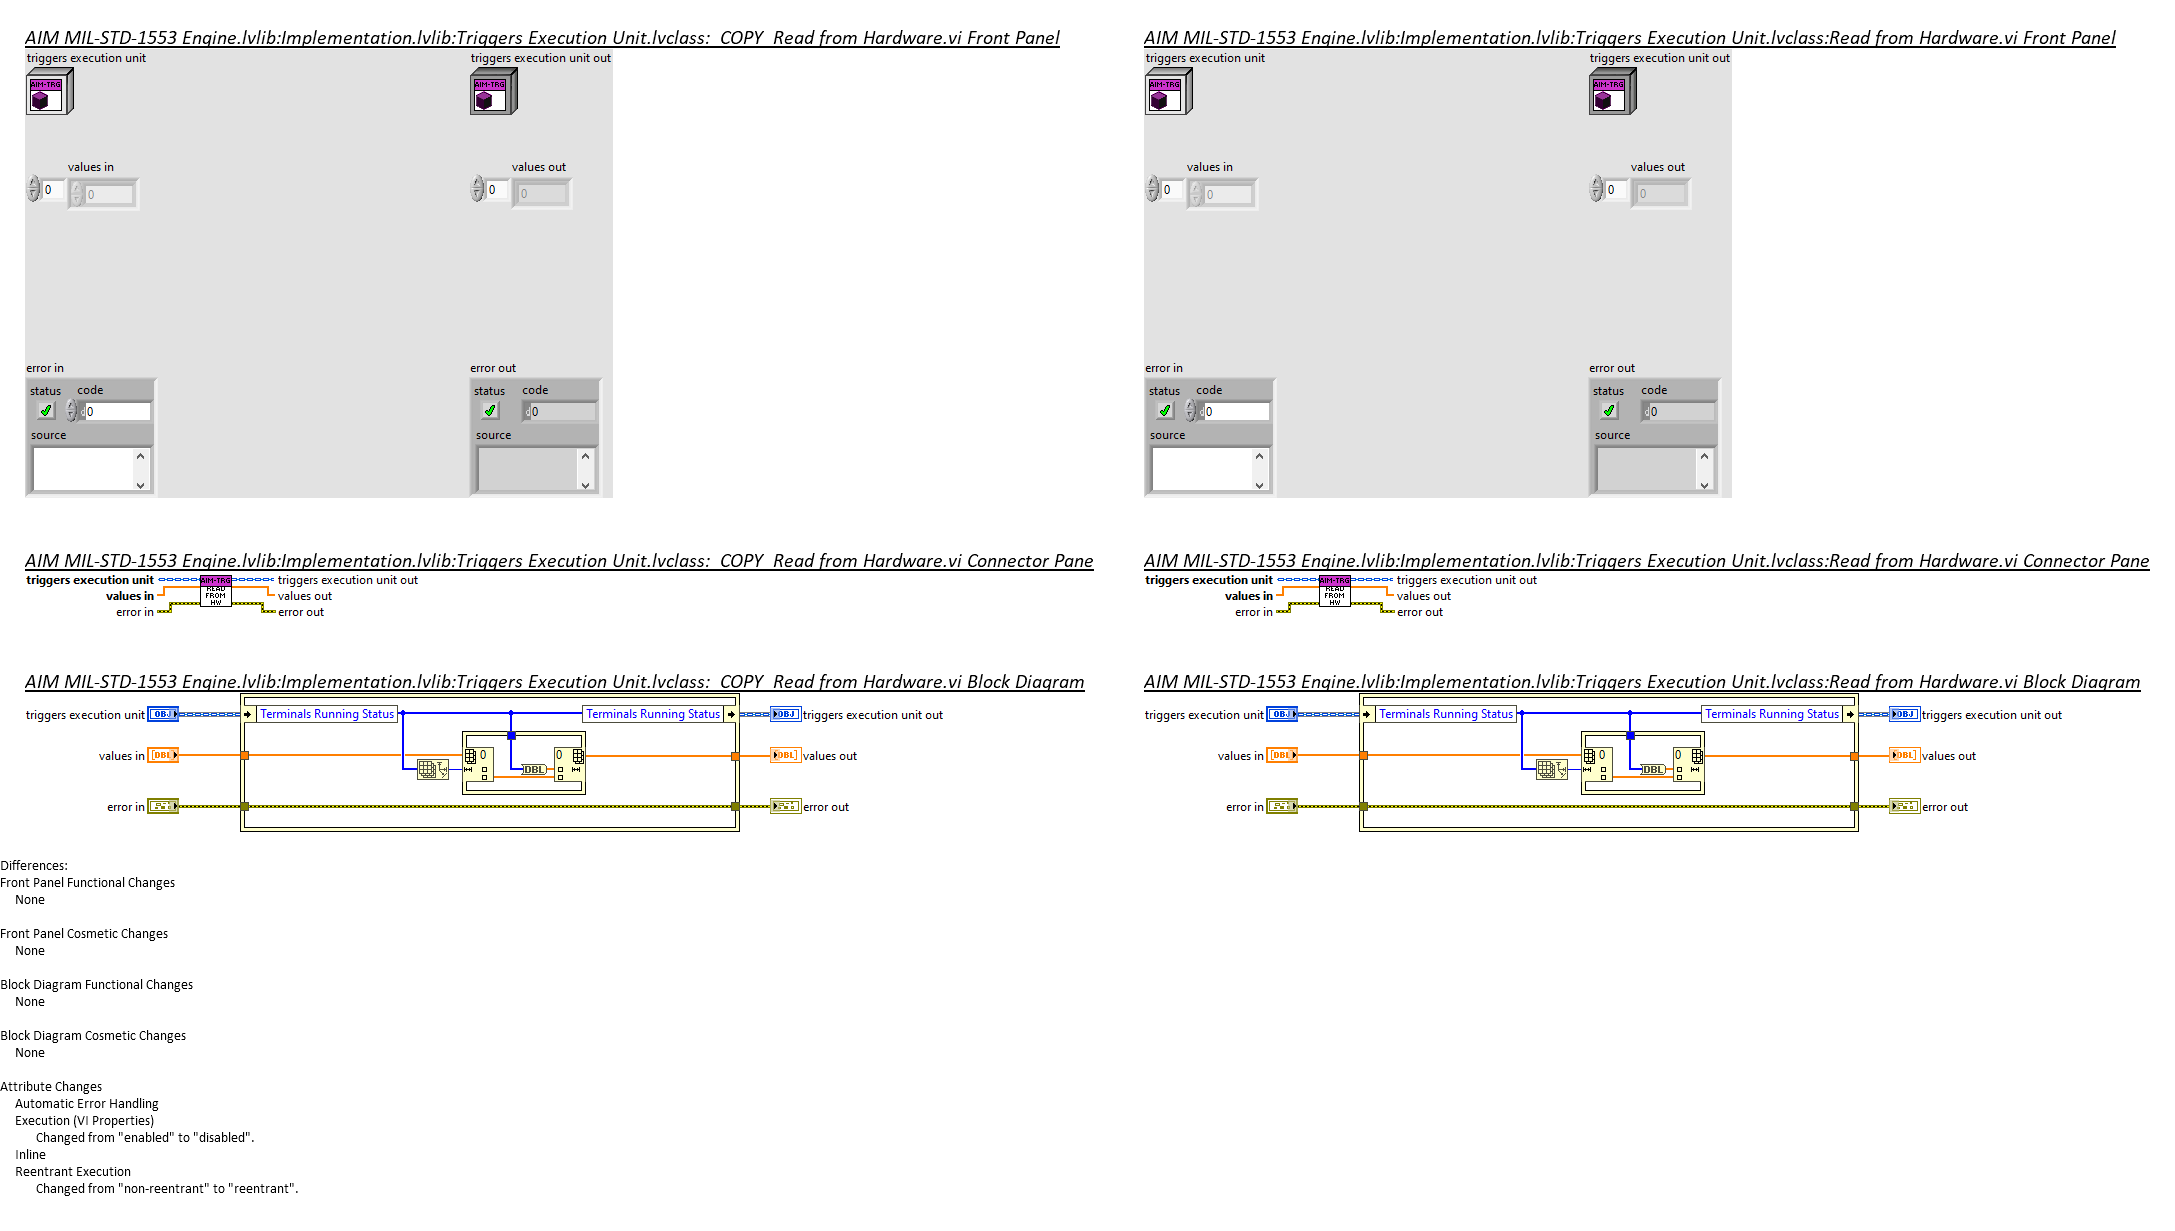 AIM MIL-STD-1553 Engine.lvlib:Implementation.lvlib:Triggers Execution Unit.lvclass:  COPY  Read from Hardware.vi Front Panel
triggers execution unit
triggers execution unit out
AIM-TRG
AIM-TRG
values in
values out
0
0
0
0
error in
error out
status
code
status
code
d 0
d 0
source
source
AIM MIL-STD-1553 Engine.lvlib:Implementation.lvlib:Triggers Execution Unit.lvclass:Read from Hardware.vi Front Panel
triggers execution unit
triggers execution unit out
AIM-TRG
AIM-TRG
values in
values out
0
0
0
0
error in
error out
status
code
status
code
d 0
d 0
source
source
AIM MIL-STD-1553 Engine.lvlib:Implementation.lvlib:Triggers Execution Unit.lvclass:  COPY  Read from Hardware.vi Connector Pane
triggers execution unit
AIM-TRG
triggers execution unit out
values in
READ
FROM
HW
values out
error in
error out
AIM MIL-STD-1553 Engine.lvlib:Implementation.lvlib:Triggers Execution Unit.lvclass:Read from Hardware.vi Connector Pane
triggers execution unit
AIM-TRG
triggers execution unit out
values in
READ
FROM
HW
values out
error in
error out
AIM MIL-STD-1553 Engine.lvlib:Implementation.lvlib:Triggers Execution Unit.lvclass:  COPY  Read from Hardware.vi Block Diagram
triggers execution unit
OBJ
Terminals Running Status
Terminals Running Status
OBJ
triggers execution unit out
values in
[DBL]
0
0
[DBL]
values out
DBL
error in
error out
AIM MIL-STD-1553 Engine.lvlib:Implementation.lvlib:Triggers Execution Unit.lvclass:Read from Hardware.vi Block Diagram
triggers execution unit
OBJ
Terminals Running Status
Terminals Running Status
OBJ
triggers execution unit out
values in
[DBL]
0
0
[DBL]
values out
DBL
error in
error out
Differences:
Front Panel Functional Changes
None
Front Panel Cosmetic Changes
None
Block Diagram Functional Changes
None
Block Diagram Cosmetic Changes
None
Attribute Changes
Automatic Error Handling
Execution (VI Properties)
Changed from "enabled" to "disabled".
Inline
Reentrant Execution
Changed from "non-reentrant" to "reentrant".